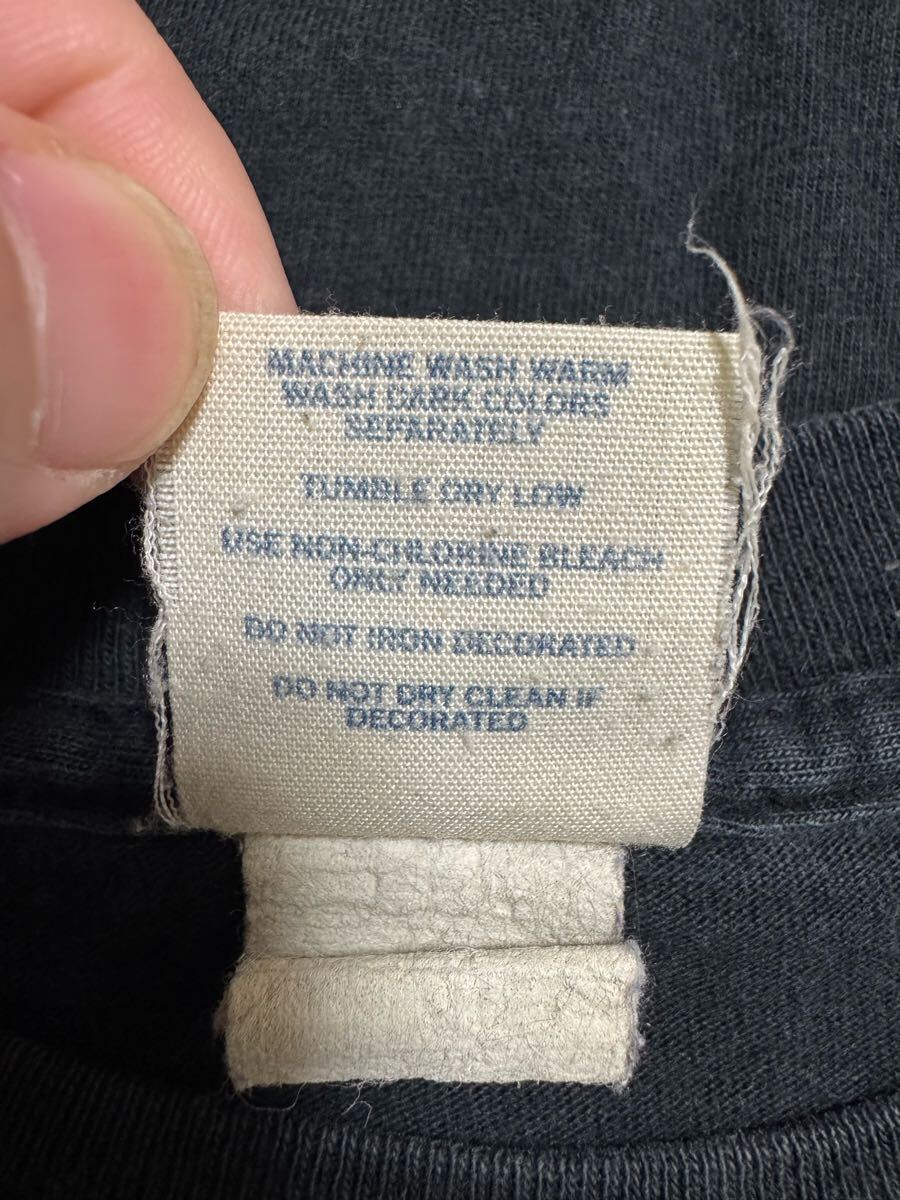 MACHINE WASH WARM
WASH DARK COLORS
SEPARATELY
TUMBLE DRY LOW
USE NON-CHLORINE BLEACH
ONLY NEEDED
DO NOT IRON DECORATED
DO NOT DRY CLEAN IF
DECORATED